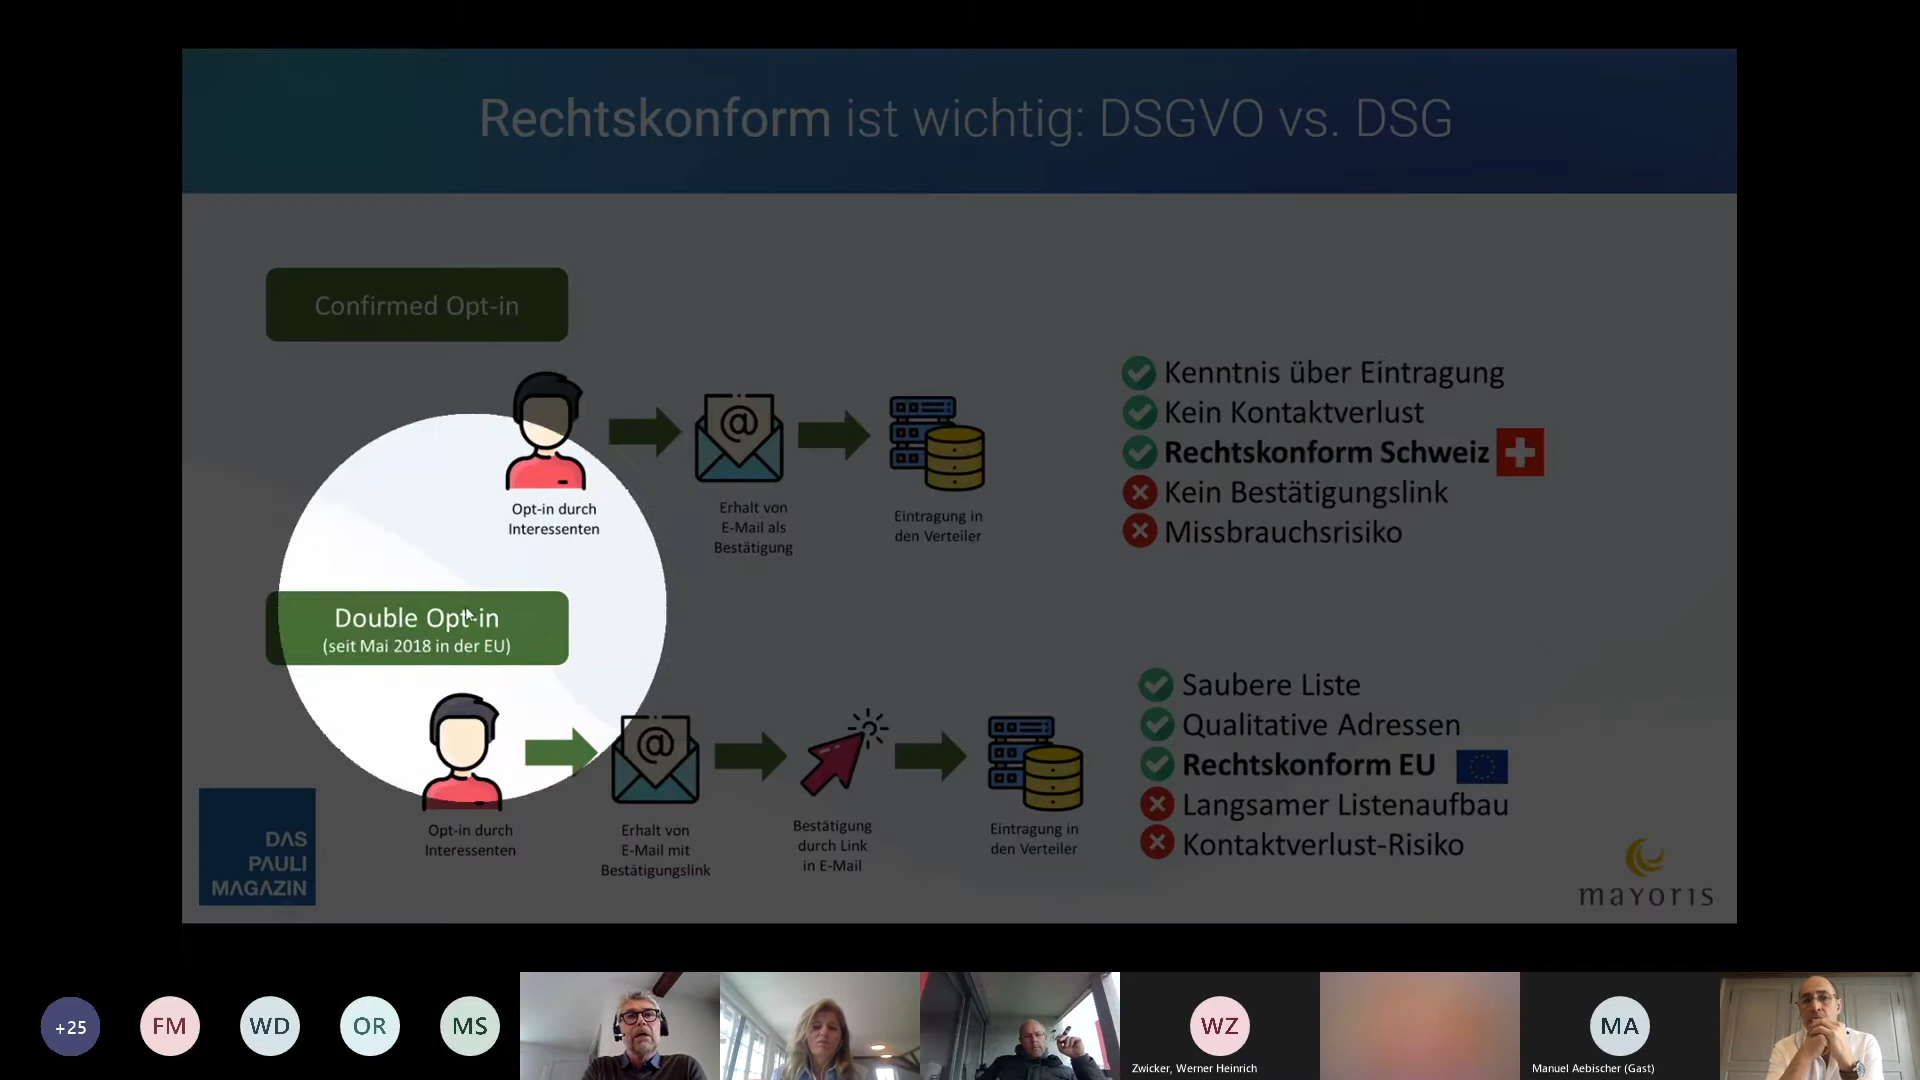 Rechtskonform ist wichtig: DSGVO vs. DSG
Confirmed Opt-in
Opt-in durch
Interessenten
@
Erhalt von
E-Mail als
Bestätigung
Eintragung in
den Verteiler
Kenntnis über Eintragung
Kein Kontaktverlust
Rechtskonform Schweiz
Kein Bestätigungslink
Missbrauchsrisiko
Double Opt-in
(seit Mai 2018 in der EU)
Opt-in durch
Interessenten
@
Erhalt von
E-Mail mit
Bestätigungslink
Bestätigung
durch Link
in E-Mail
Eintragung in
den Verteiler
Saubere Liste
Qualitative Adressen
Rechtskonform EU
Langsamer Listenaufbau
Kontaktverlust-Risiko
DAS
PAULI
MAGAZIN
mayoris
+25
FM
WD
OR
MS
WZ
Zwicker, Werner Heinrich
MA
Manuel Aebischer (Gast)